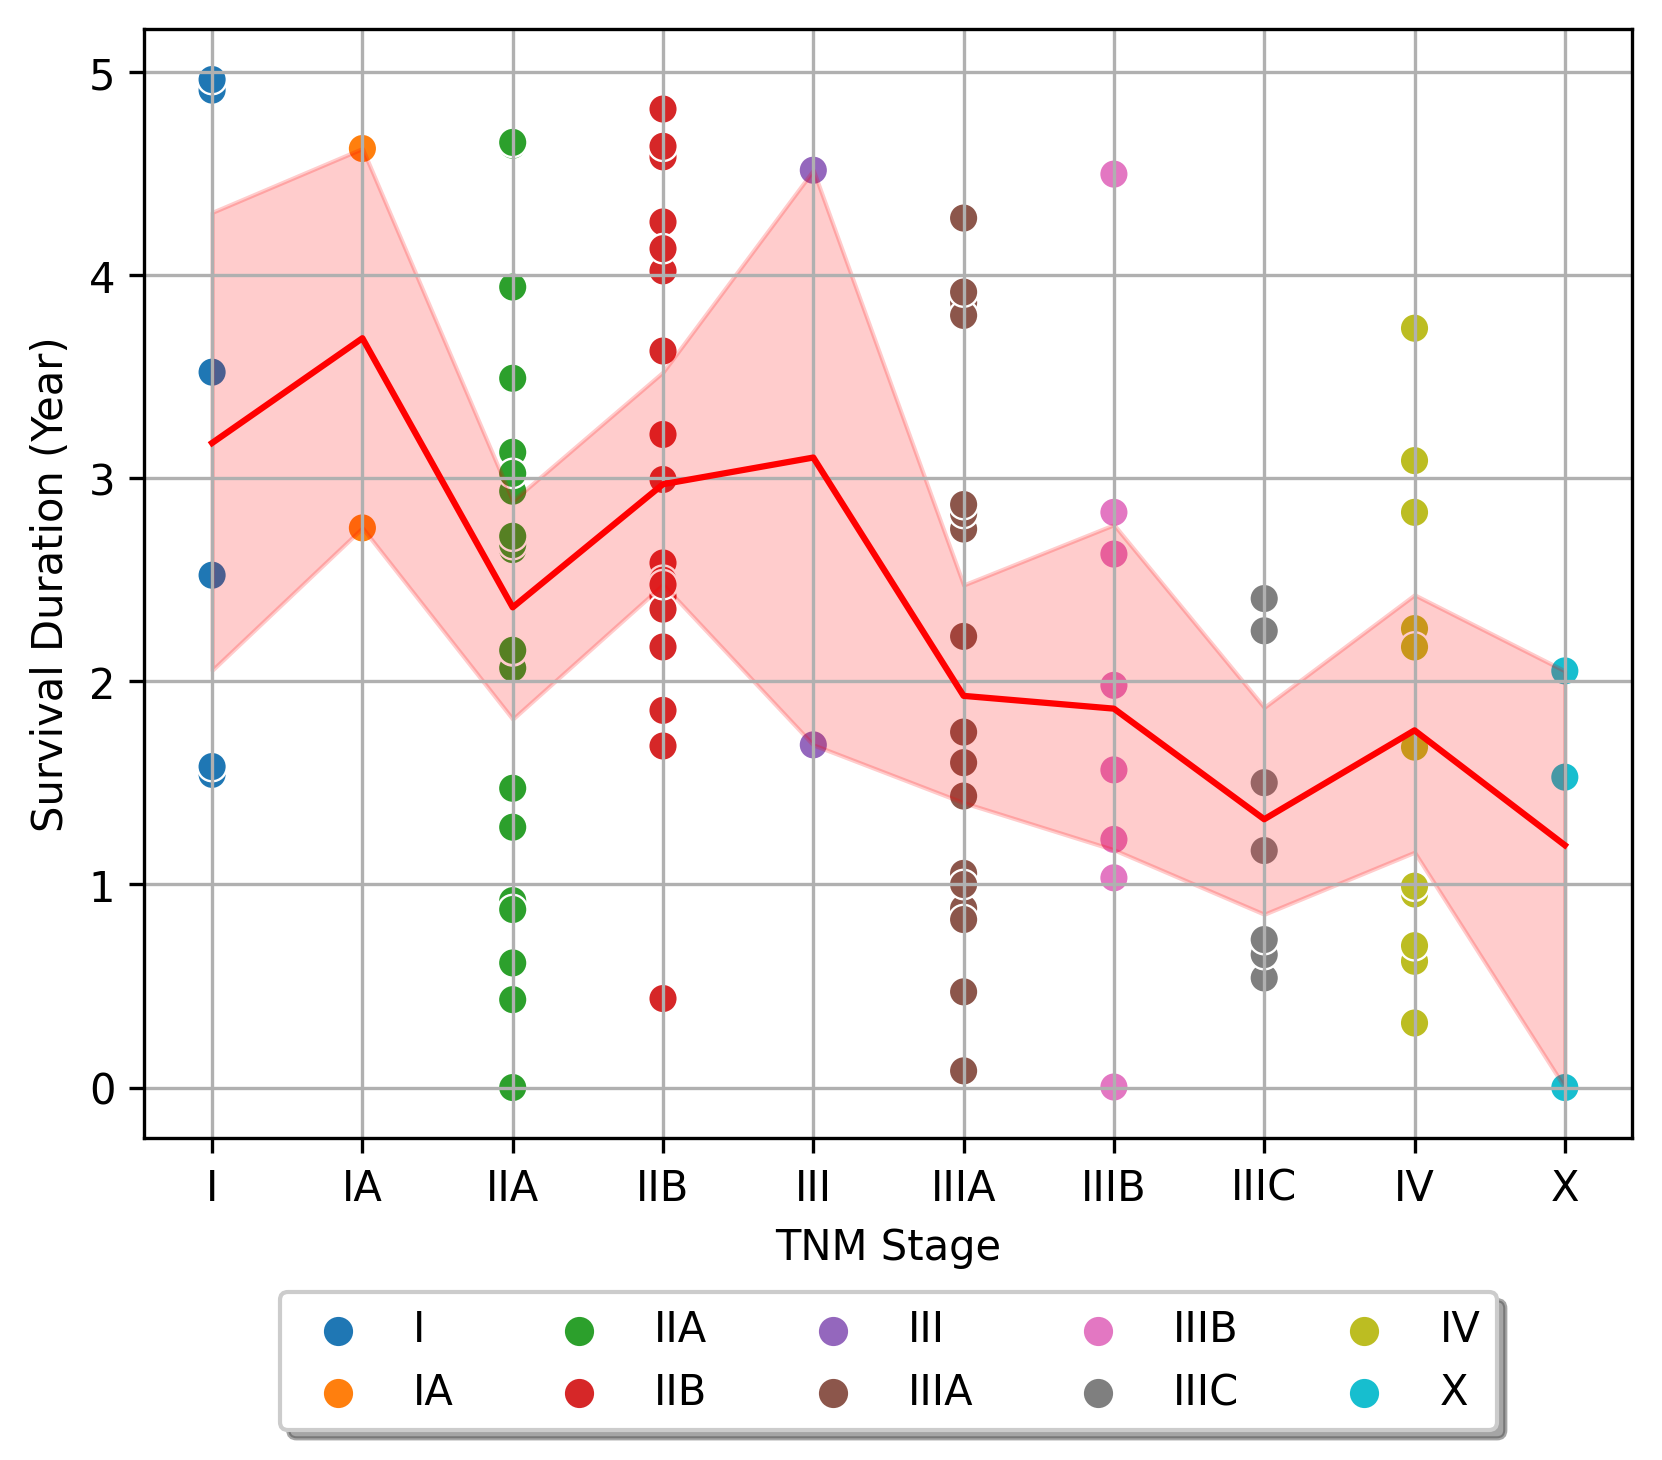 5
4
3
2
1
0
Survival Duration (Year)
I IA IIA IIB III IIIA IIIB IIIC IV X
TNM Stage
I IIA III IIIB IV
IA IIB IIIA IIIC X